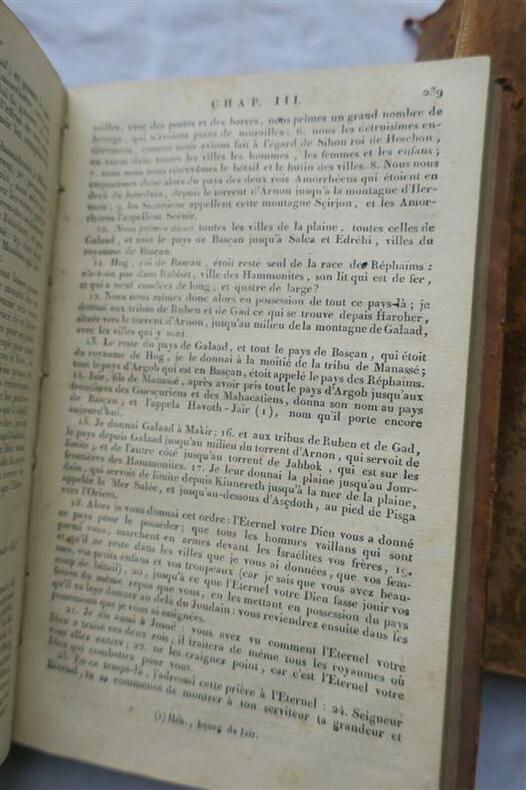 CHAP. III. 289
railles, avec des portes et des barres, nous primes un grand nombre de
bourgs, qui n'avoient point de murailles: 6. nous les détruisimes en-
tièrement, comme nous avions fait à l'égard de Sihon roi de Hesçbon,
en tuant dans toutes les villes les hommes, les femmes et les enfans;
7. mais nous nous réservâmes le bétail et le butin des villes. 8. Nous nous
emparâmes donc alors du pays des deux rois Amorrhéens qui étoient en
deçà du Jourdain, depuis le torrent d'Arnon jusqu'à la montagne d'Her-
mon; 9. les Sidoniens appellent cette montagne Sçirjon, et les Amor-
rhéens l'appellent Scénir.
10. Nous primes aussi toutes les villes de la plaine, toutes celles de
Galaad, et tout le pays de Basçan jusqu'à Salca et Edréhi, villes du
royaume de Basçan.
11. Hog, roi de Basçan, étoit resté seul de la race des Réphaïms:
n'a-t-on pas dans Rabbat, ville des Hammonites, son lit qui est de fer,
et qui a neuf coudées de long, et quatre de large?
12. Nous nous mîmes donc alors en possession de tout ce pays-là; je
donnai aux tribus de Ruben et de Gad ce qui se trouve depuis Haroher,
située vers le torrent d'Arnon, jusqu'au milieu de la montagne de Galaad,
avec les villes qui y sont.
13. Le reste du pays de Galaad, et tout le pays de Basçan, qui étoit
du royaume de Hog, je le donnai à la moitié de la tribu de Manassé;
tout le pays d'Argob qui est en Basçan, étoit appelé le pays des Réphaïms.
14. Jaïr, fils de Manassé, après avoir pris tout le pays d'Argob jusqu'aux
frontières des Guesçuriens et des Mahacatiens, donna son nom au pays
de Basçan, et l'appela Havoth-Jaïr (1), nom qu'il porte encore
aujourd'hui.
15. Je donnai Galaad à Makir; 16. et aux tribus de Ruben et de Gad,
le pays depuis Galaad jusqu'au milieu du torrent d'Arnon, qui servoit de
limite; et de l'autre côté jusqu'au torrent de Jabbok, qui est sur les
frontières des Hammonites. 17. Je leur donnai la plaine jusqu'au Jour-
dain, qui servoit de limite depuis Kinnereth jusqu'à la mer de la plaine,
appelée la Mer Salée, et jusqu'au-dessous d'Asçdoth, au pied de Pisga
vers l'Orient.
18. Alors je vous donnai cet ordre: l'Eternel votre Dieu vous a donné
ce pays pour le posséder; que tous les hommes vaillans qui sont
parmi vous, marchent en armes devant les Israélites vos frères, 19.
et qu'il ne reste dans les villes que je vous ai données, que vos fem-
mes, vos petits enfans et vos troupeaux (car je sais que vous avez beau-
coup de bétail), 20. jusqu'à ce que l'Eternel votre Dieu fasse jouir vos
frères du même repos que vous, en les mettant en possession du pays
qu'il va leur donner au delà du Joudain: vous reviendrez ensuite dans les
possessions que je vous ai assignées.
21. Je dis aussi à Josué: vous avez vu comment l'Eternel votre
Dieu a traité ces deux rois; il traitera de même tous les royaumes où
vous allez entrer; 22. ne les craignez point, car c'est l'Eternel votre
Dieu qui combattra pour vous.
23. En ce temps-là, j'adressai cette prière à l'Eternel: 24. Seigneur
Eternel, tu as commencé de montrer à ton serviteur ta grandeur et
(1) Héb., bourg de Jaïr.